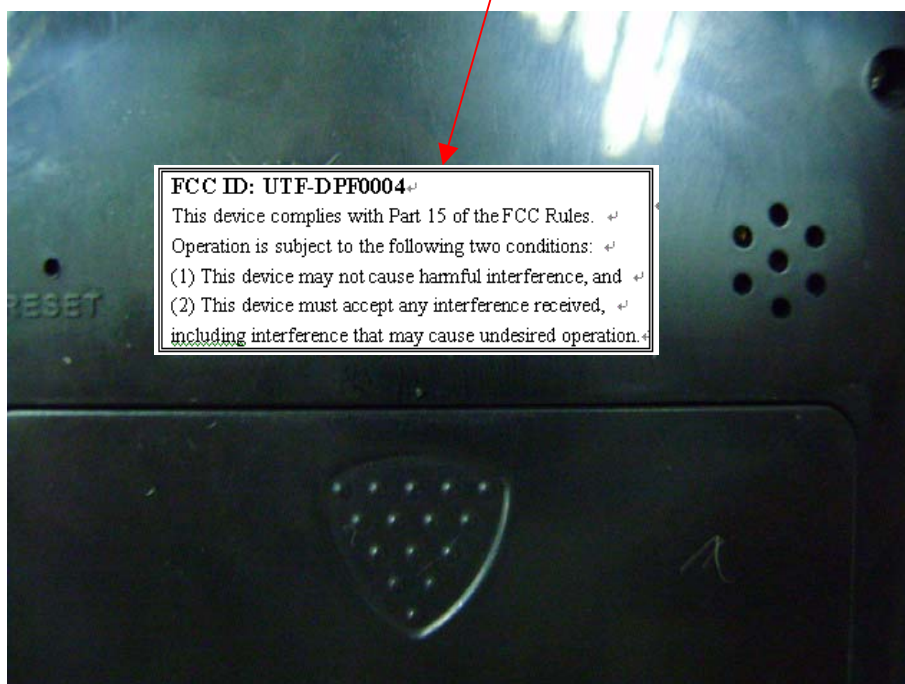 FCC ID: UTF-DPF0004
This device complies with Part 15 of the FCC Rules.
Operation is subject to the following two conditions:
(1) This device may not cause harmful interference, and
(2) This device must accept any interference received,
including interference that may cause undesired operation.
RESET